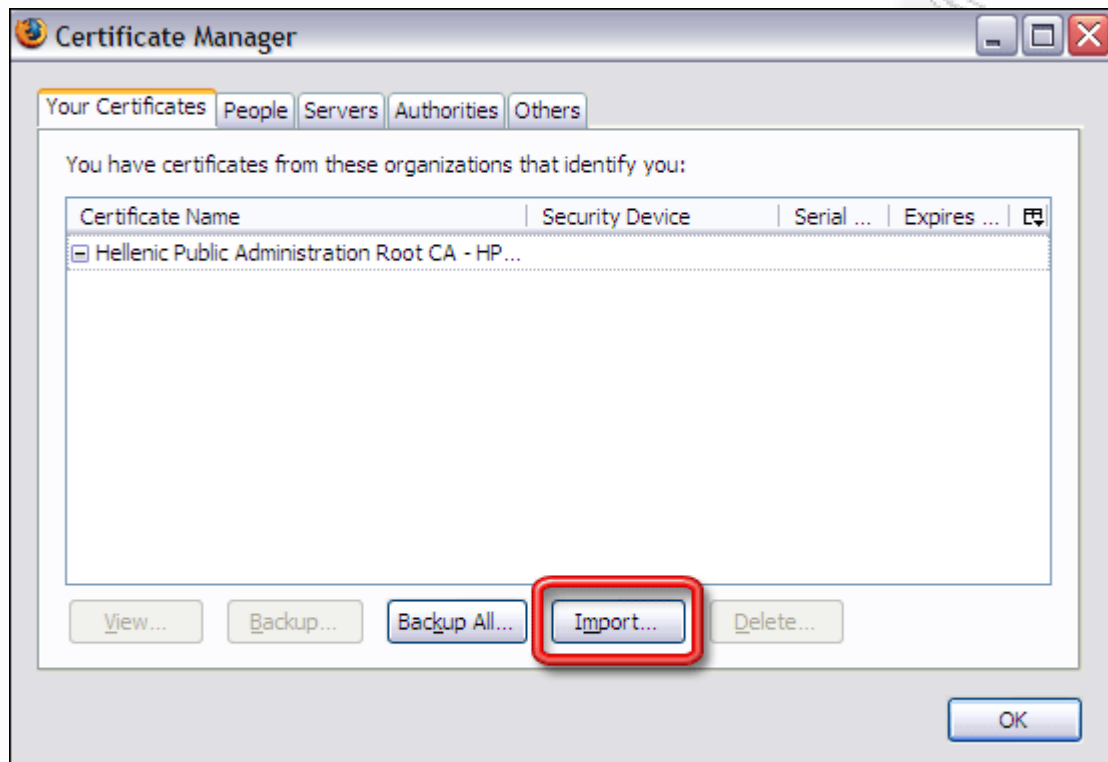 Certificate Manager
Your Certificates People Servers Authorities Others
You have certificates from these organizations that identify you:
Certificate Name Security Device Serial ... Expires ...
Hellenic Public Administration Root CA - HP...
View... Backup... Backup All... Import... Delete...
OK